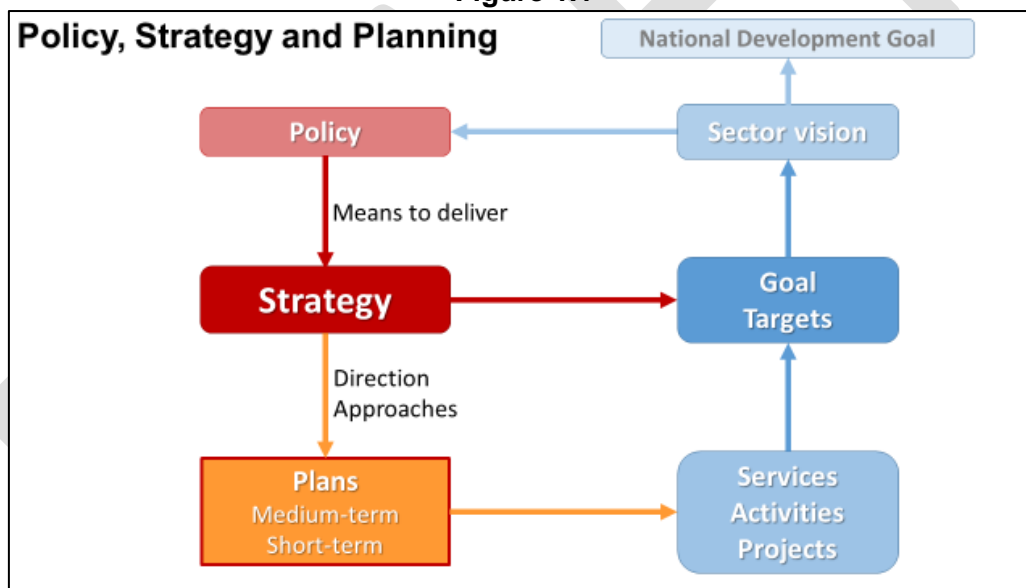 Policy, Strategy and Planning
National Development Goal
Policy
Sector vision
Means to deliver
Strategy
Goal
Targets
Direction
Approaches
Plans
Medium-term
Short-term
Services
Activities
Projects